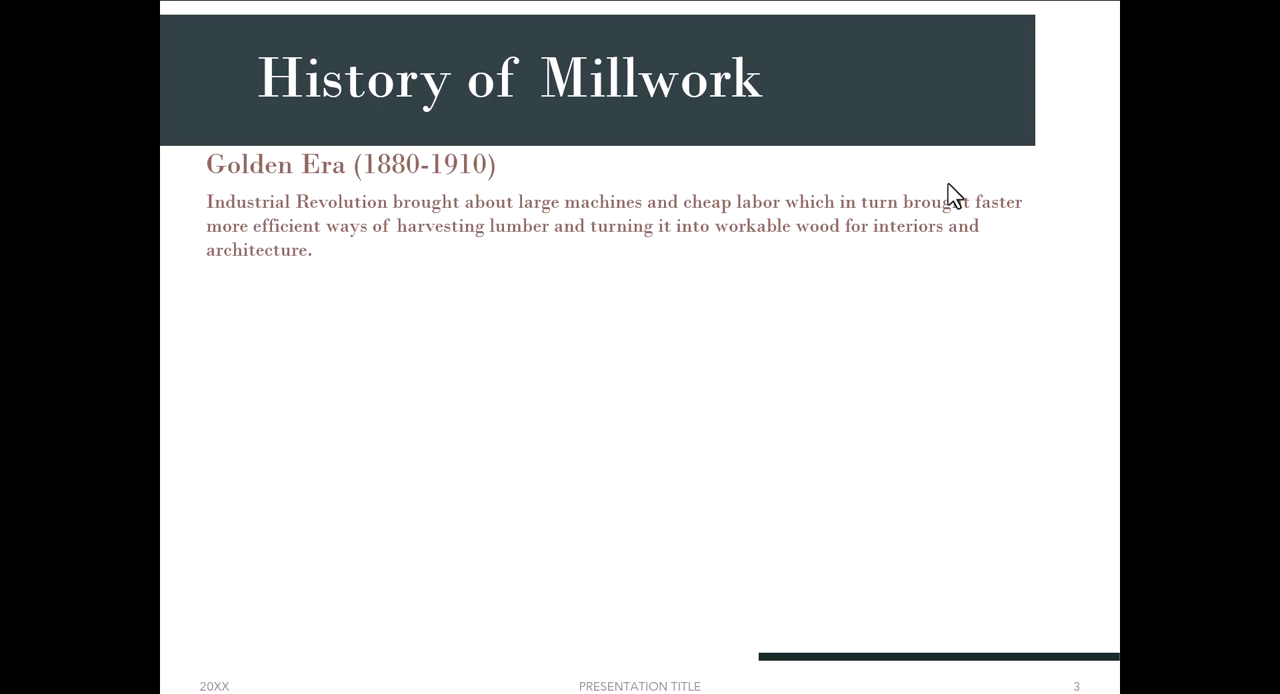 History of Millwork
Golden Era (1880-1910)
Industrial Revolution brought about large machines and cheap labor which in turn brought faster
more efficient ways of harvesting lumber and turning it into workable wood for interiors and
architecture.
20XX
PRESENTATION TITLE
3